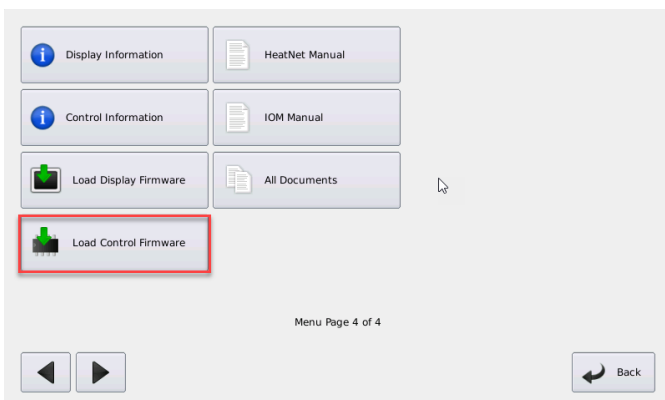 Display Information
HeatNet Manual
Control Information
IOM Manual
Load Display Firmware
All Documents
Load Control Firmware
Menu Page 4 of 4
Back